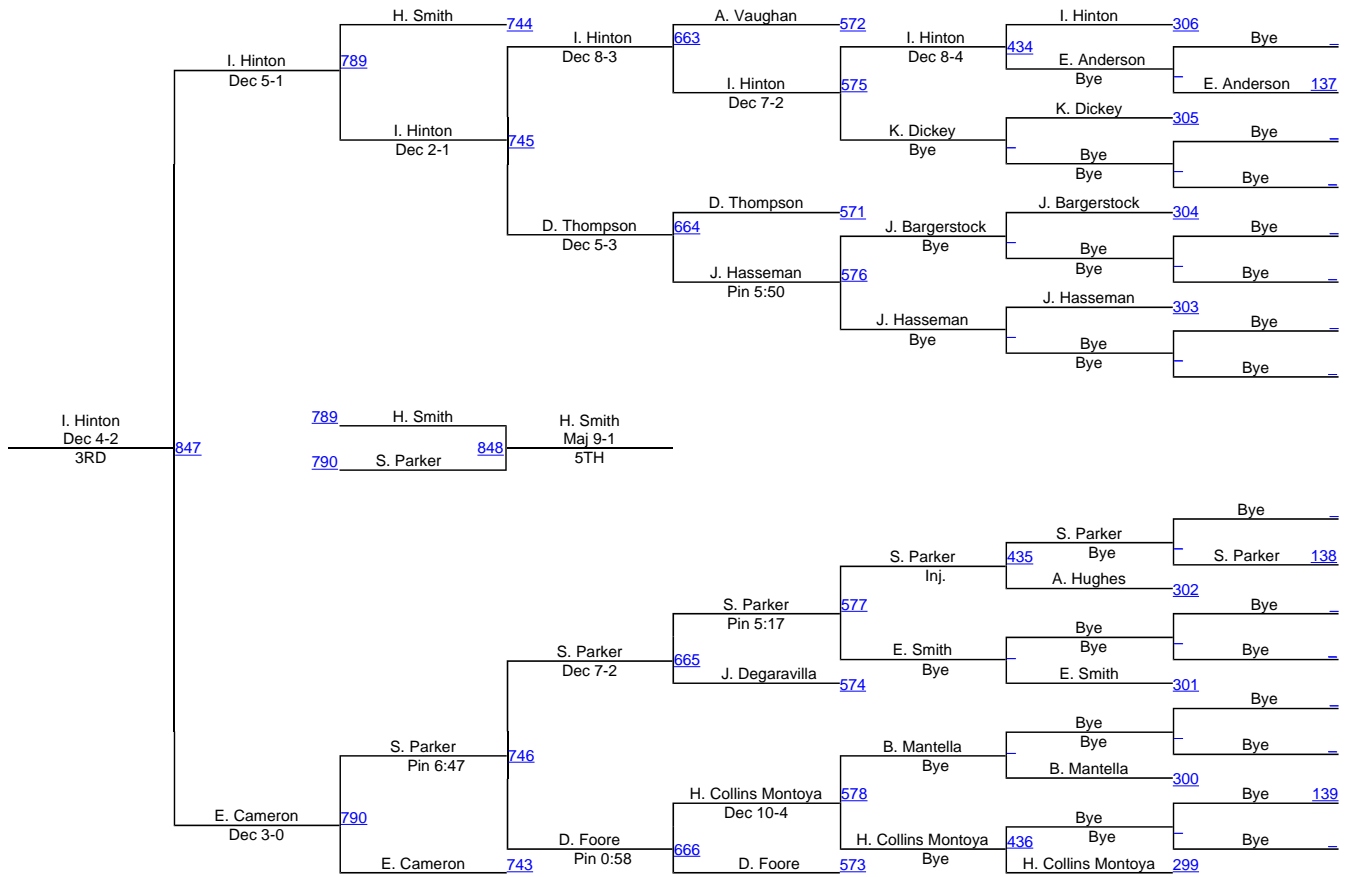 H. Smith 744
A. Vaughan 572
I. Hinton 306
I. Hinton 663
Dec 8-3
I. Hinton 434
Dec 8-4
Bye _
I. Hinton 789
Dec 5-1
E. Anderson _
Bye
I. Hinton 575
Dec 7-2
E. Anderson 137
K. Dickey 305
I. Hinton 745
Dec 2-1
K. Dickey _
Bye
Bye _
Bye _
Bye
Bye _
D. Thompson 571
J. Bargerstock 304
D. Thompson 664
Dec 5-3
J. Bargerstock _
Bye
Bye _
Bye _
Bye
J. Hasseman 576
Pin 5:50
Bye _
J. Hasseman 303
J. Hasseman _
Bye
Bye _
Bye _
Bye
Bye _
I. Hinton
Dec 4-2
3RD
847
789 H. Smith
790 S. Parker
848
H. Smith
Maj 9-1
5TH
Bye _
S. Parker _
Bye
S. Parker 138
S. Parker 435
Inj.
A. Hughes 302
S. Parker 577
Pin 5:17
Bye _
Bye _
Bye
E. Smith _
Bye
Bye _
S. Parker 665
Dec 7-2
J. Degaravilla 574
E. Smith 301
Bye _
Bye _
Bye
S. Parker 746
Pin 6:47
B. Mantella _
Bye
Bye _
B. Mantella 300
H. Collins Montoya 578
Dec 10-4
Bye 139
E. Cameron 790
Dec 3-0
Bye _
Bye
D. Foore 666
Pin 0:58
H. Collins Montoya 436
Bye
Bye _
E. Cameron 743
D. Foore 573
H. Collins Montoya 299